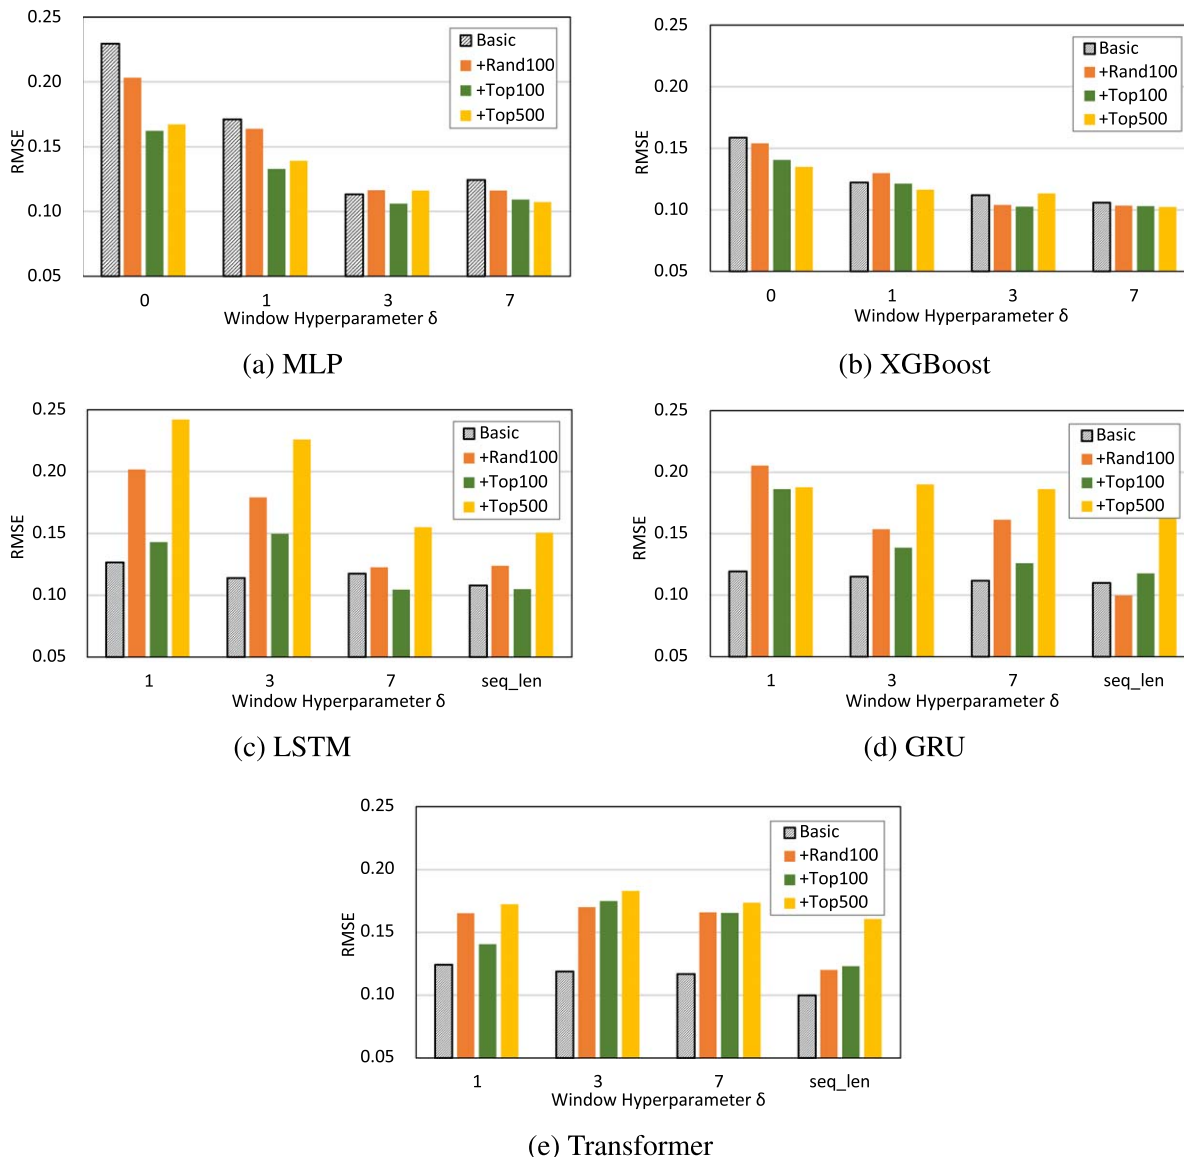 0.25
0.20
0.15
0.10
0.05
RMSE
Basic
+Rand100
+Top100
+Top500
0 1 3 7
Window Hyperparameter δ
(a) MLP
0.25
0.20
0.15
0.10
0.05
RMSE
Basic
+Rand100
+Top100
+Top500
0 1 3 7
Window Hyperparameter δ
(b) XGBoost
0.25
0.20
0.15
0.10
0.05
RMSE
Basic
+Rand100
+Top100
+Top500
1 3 7 seq_len
Window Hyperparameter δ
(c) LSTM
0.25
0.20
0.15
0.10
0.05
RMSE
Basic
+Rand100
+Top100
+Top500
1 3 7 seq_len
Window Hyperparameter δ
(d) GRU
0.25
0.20
0.15
0.10
0.05
RMSE
Basic
+Rand100
+Top100
+Top500
1 3 7 seq_len
Window Hyperparameter δ
(e) Transformer